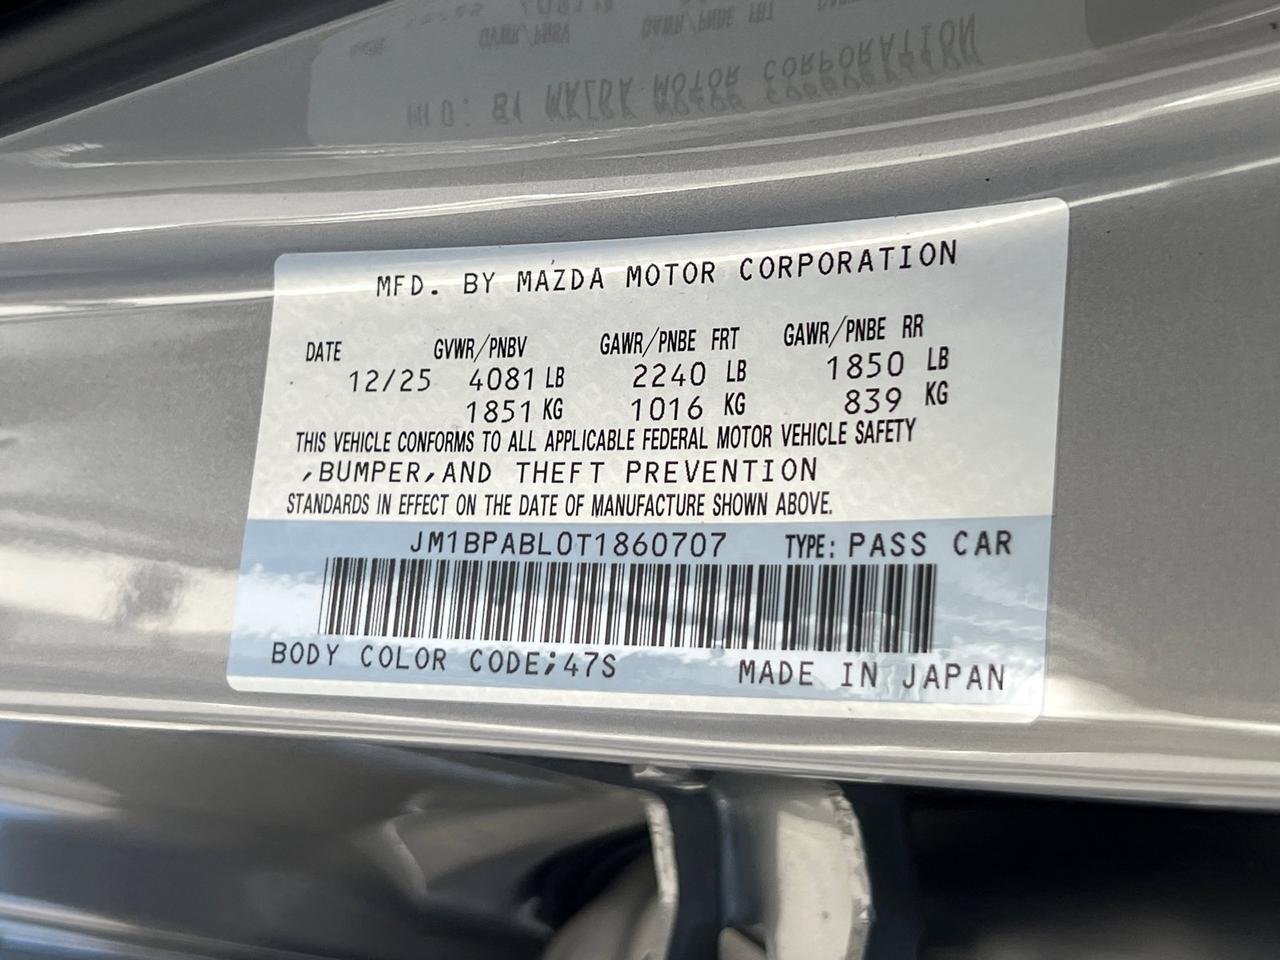 MFD. BY MAZDA MOTOR CORPORATION
DATE GVWR/PNBV GAWR/PNBE FRT GAWR/PNBE RR
12/25 4081 LB 2240 LB 1850 LB
1851 KG 1016 KG 839 KG
THIS VEHICLE CONFORMS TO ALL APPLICABLE FEDERAL MOTOR VEHICLE SAFETY
,BUMPER,AND THEFT PREVENTION
STANDARDS IN EFFECT ON THE DATE OF MANUFACTURE SHOWN ABOVE.
JM1BPABL0T1860707 TYPE: PASS CAR
BODY COLOR CODE;47S MADE IN JAPAN